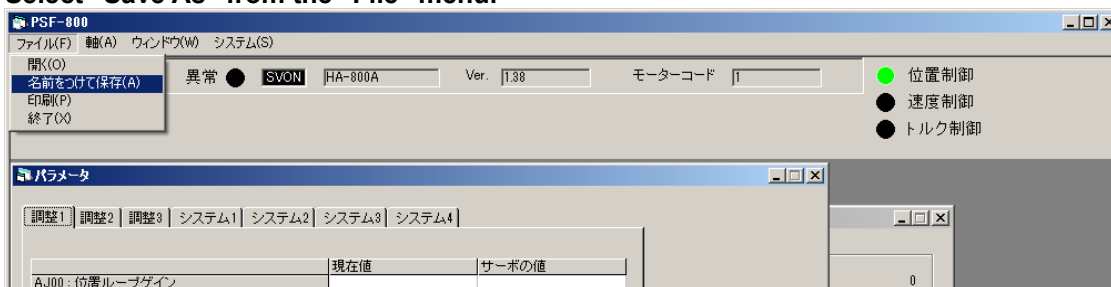 Select "Save As" from the "File" menu.
PSF-800
ファイル(F) 軸(A) ウィンドウ(W) システム(S)
開く(O)
名前をつけて保存(A)
印刷(P)
終了(X)
異常 SVON HA-800A Ver. 1.38 モーターコード 1
位置制御
速度制御
トルク制御
パラメータ
調整1 調整2 調整3 システム1 システム2 システム3 システム4
現在値 サーボの値
AJ00:位置ループゲイン
0